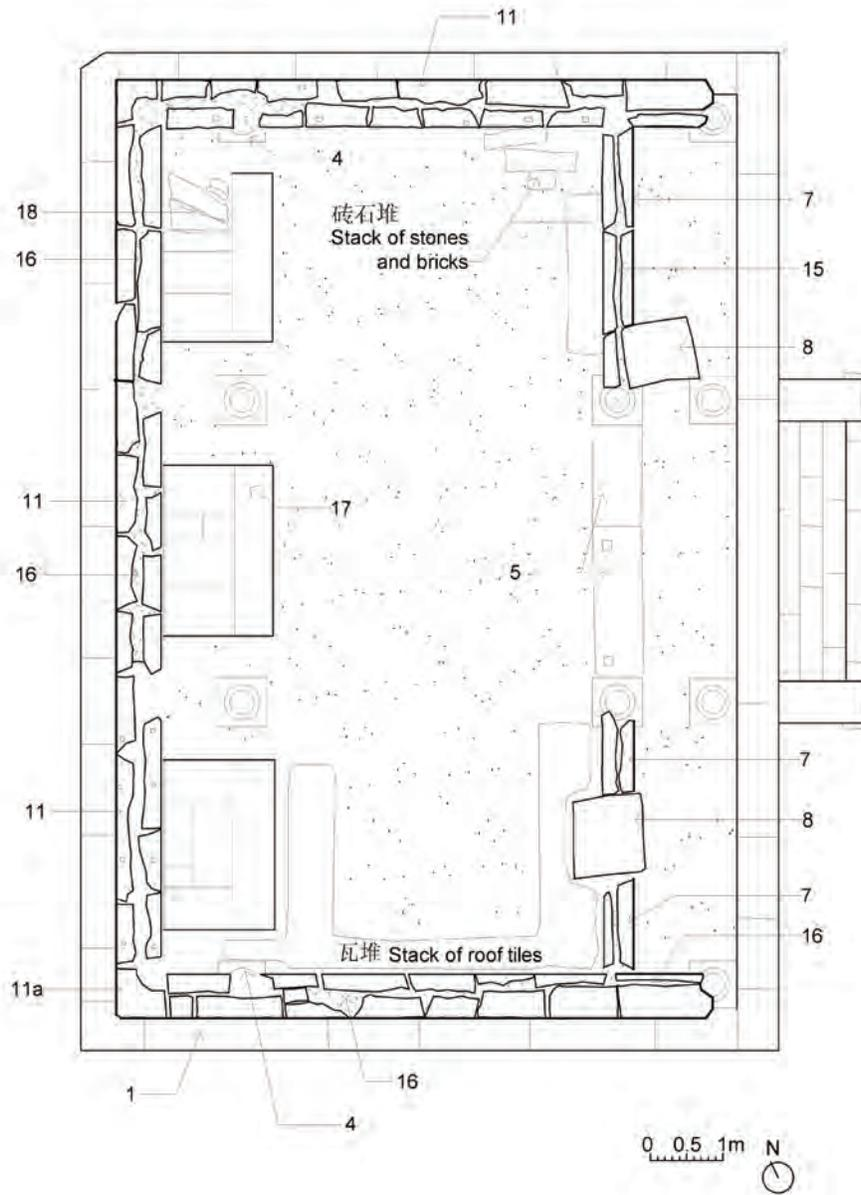 11
4
18
16
砖石堆
Stack of stones
and bricks
7
15
8
11
17
16
5
7
11
8
7
瓦堆 Stack of roof tiles
16
11a
1
16
4
0 0.5 1m
N